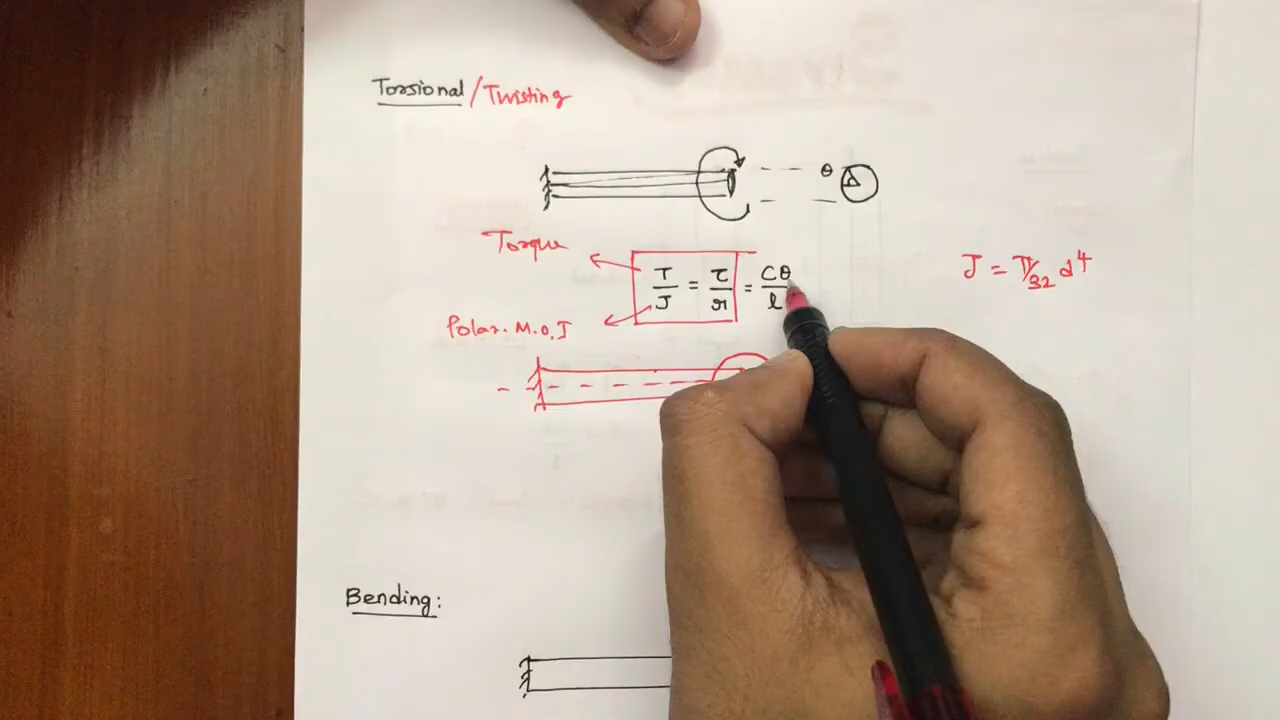 Torsional / Twisting
θ
Torque
T/J = τ/r = Cθ/l
J = π/32 d⁴
Polar. M.O.I
Bending: